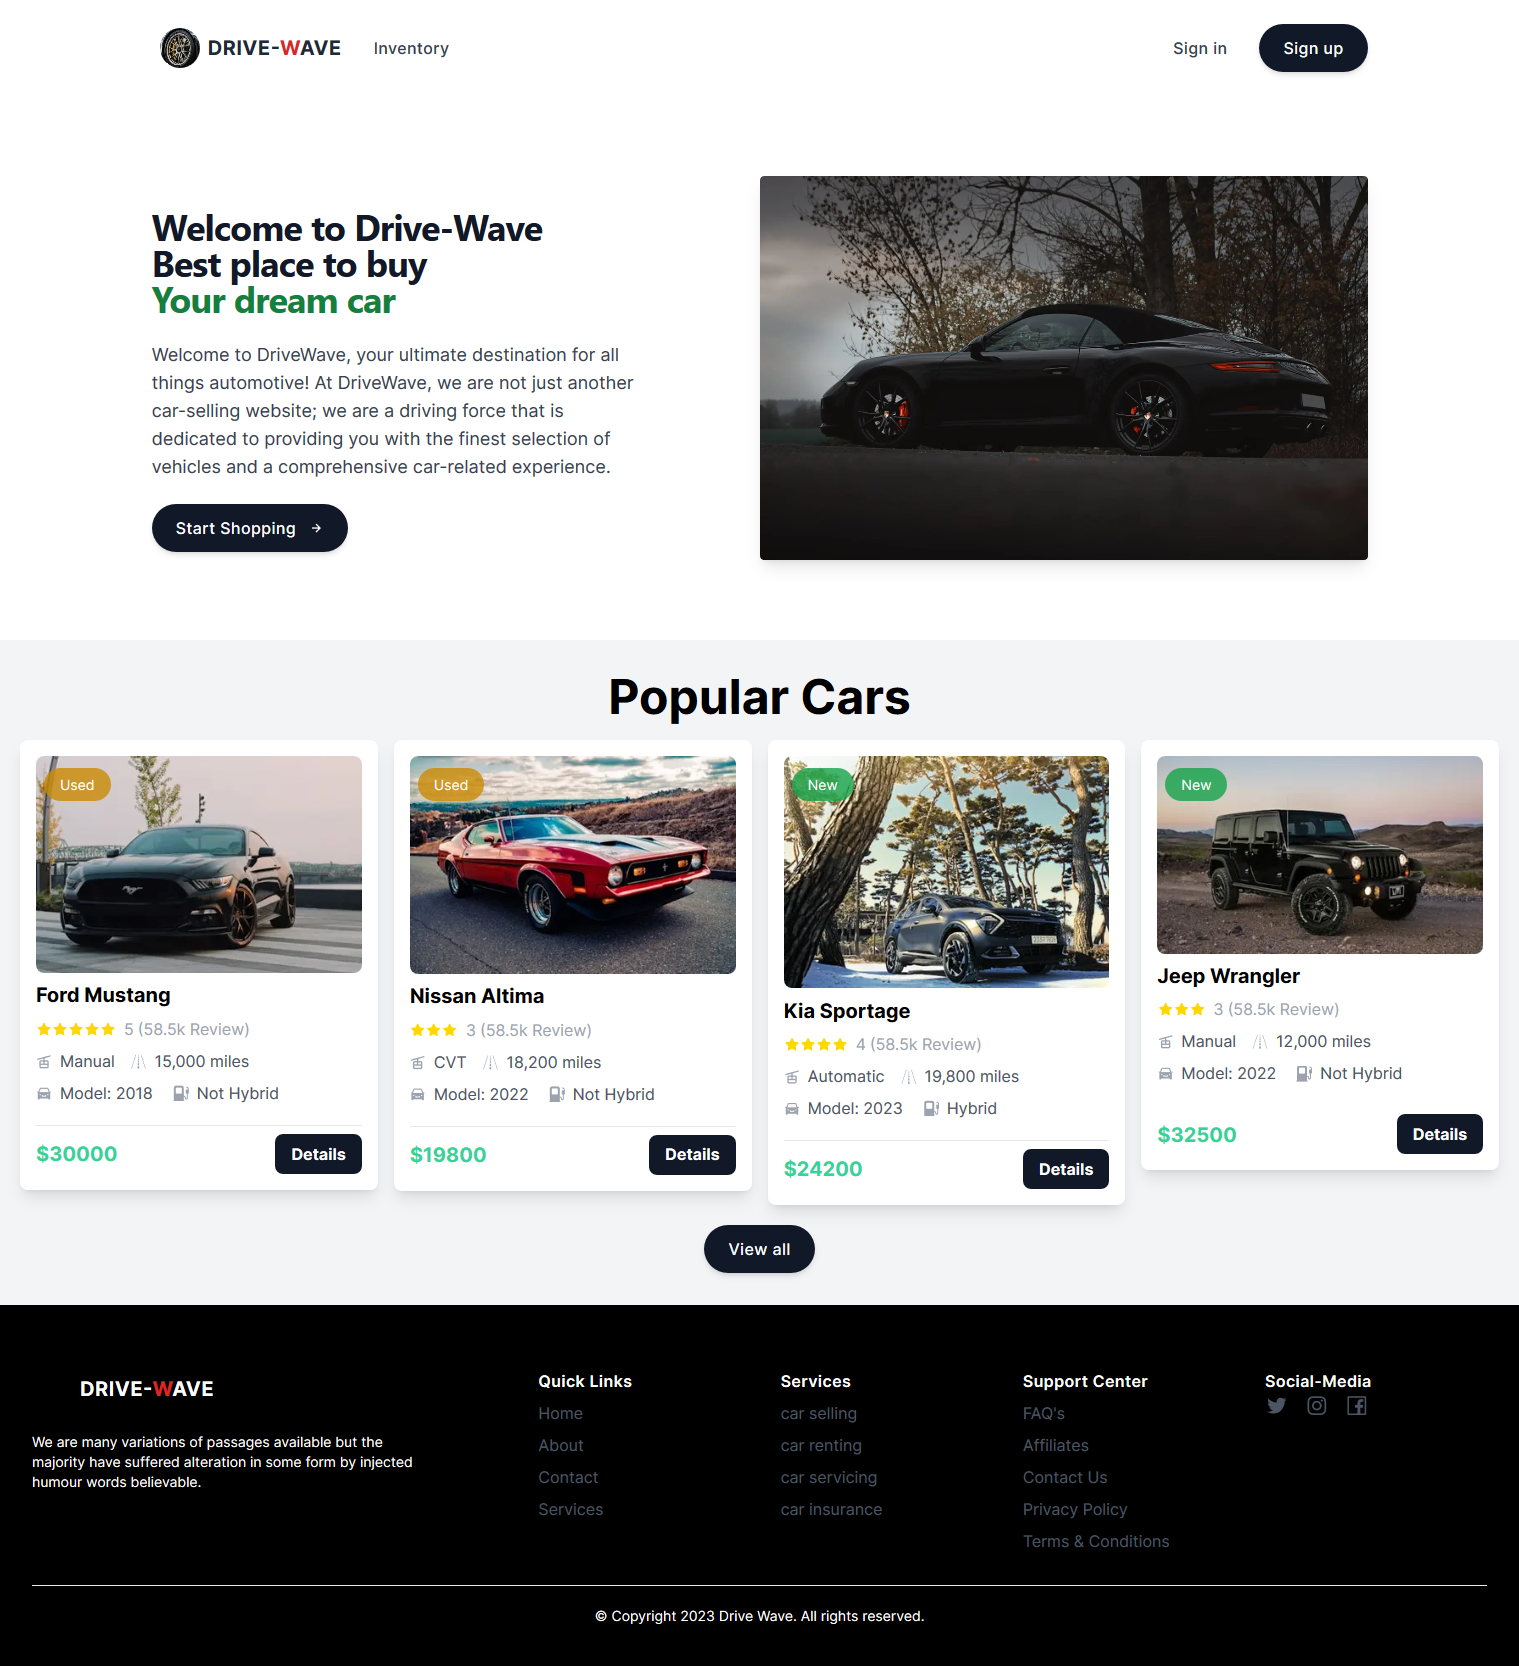 DRIVE-WAVE
Inventory
Sign in
Sign up
Welcome to Drive-Wave
Best place to buy
Your dream car
Welcome to DriveWave, your ultimate destination for all
things automotive! At DriveWave, we are not just another
car-selling website; we are a driving force that is
dedicated to providing you with the finest selection of
vehicles and a comprehensive car-related experience.
Start Shopping
Popular Cars
Used
Ford Mustang
5 (58.5k Review)
Manual 15,000 miles
Model: 2018 Not Hybrid
$30000
Details
Used
Nissan Altima
3 (58.5k Review)
CVT 18,200 miles
Model: 2022 Not Hybrid
$19800
Details
New
Kia Sportage
4 (58.5k Review)
Automatic 19,800 miles
Model: 2023 Hybrid
$24200
Details
New
Jeep Wrangler
3 (58.5k Review)
Manual 12,000 miles
Model: 2022 Not Hybrid
$32500
Details
View all
DRIVE-WAVE
We are many variations of passages available but the
majority have suffered alteration in some form by injected
humour words believable.
Quick Links
Home
About
Contact
Services
Services
car selling
car renting
car servicing
car insurance
Support Center
FAQ's
Affiliates
Contact Us
Privacy Policy
Terms & Conditions
Social-Media
© Copyright 2023 Drive Wave. All rights reserved.